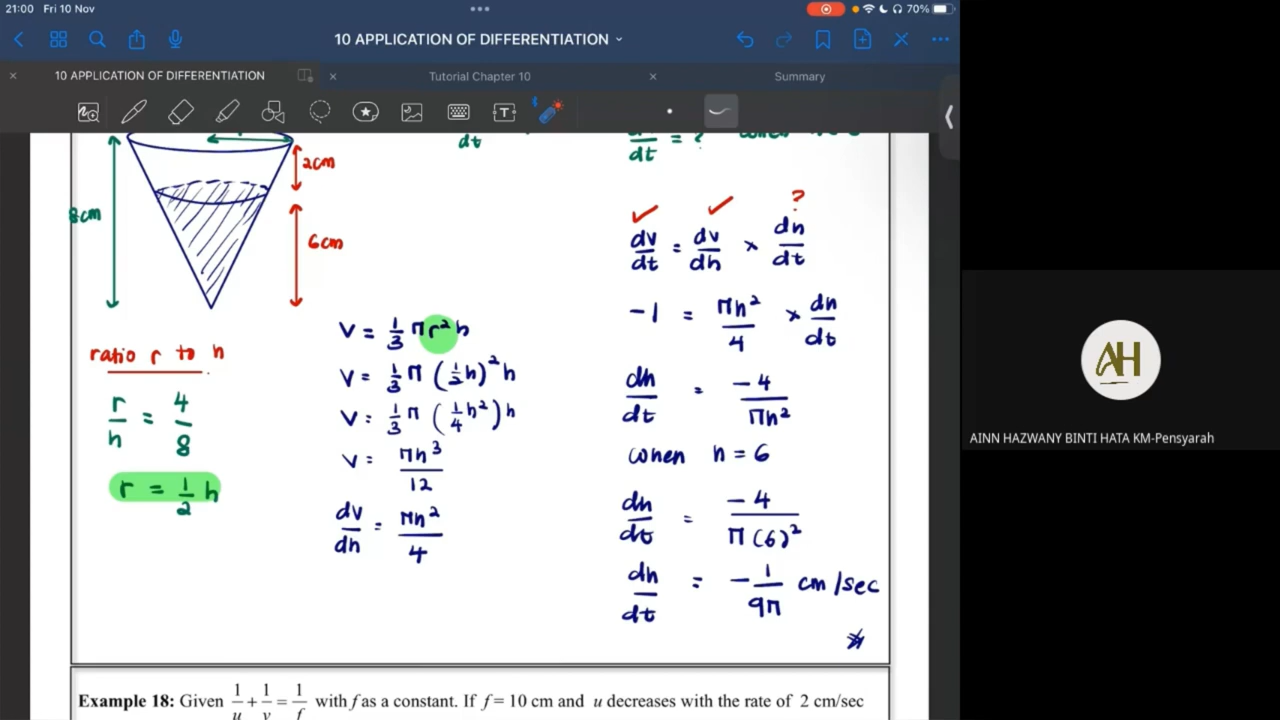 21:00 Fri 10 Nov
70%
10 APPLICATION OF DIFFERENTIATION
10 APPLICATION OF DIFFERENTIATION
Tutorial Chapter 10
Summary
dt
dt = ?
8cm
2cm
6cm
ratio r to h
r/h = 4/8
r = 1/2 h
V = 1/3 πr²h
V = 1/3 π (1/2 h)² h
V = 1/3 π (1/4 h²) h
V = πh³/12
dv/dh = πh²/4
✓ ✓ ?
dv/dt = dv/dh × dh/dt
-1 = πh²/4 × dh/dt
dh/dt = -4/πh²
when h = 6
dh/dt = -4/π(6)²
dh/dt = -1/9π cm/sec
Example 18: Given 1/u + 1/v = 1/f with f as a constant. If f = 10 cm and u decreases with the rate of 2 cm/sec
AH
AINN HAZWANY BINTI HATA KM-Pensyarah